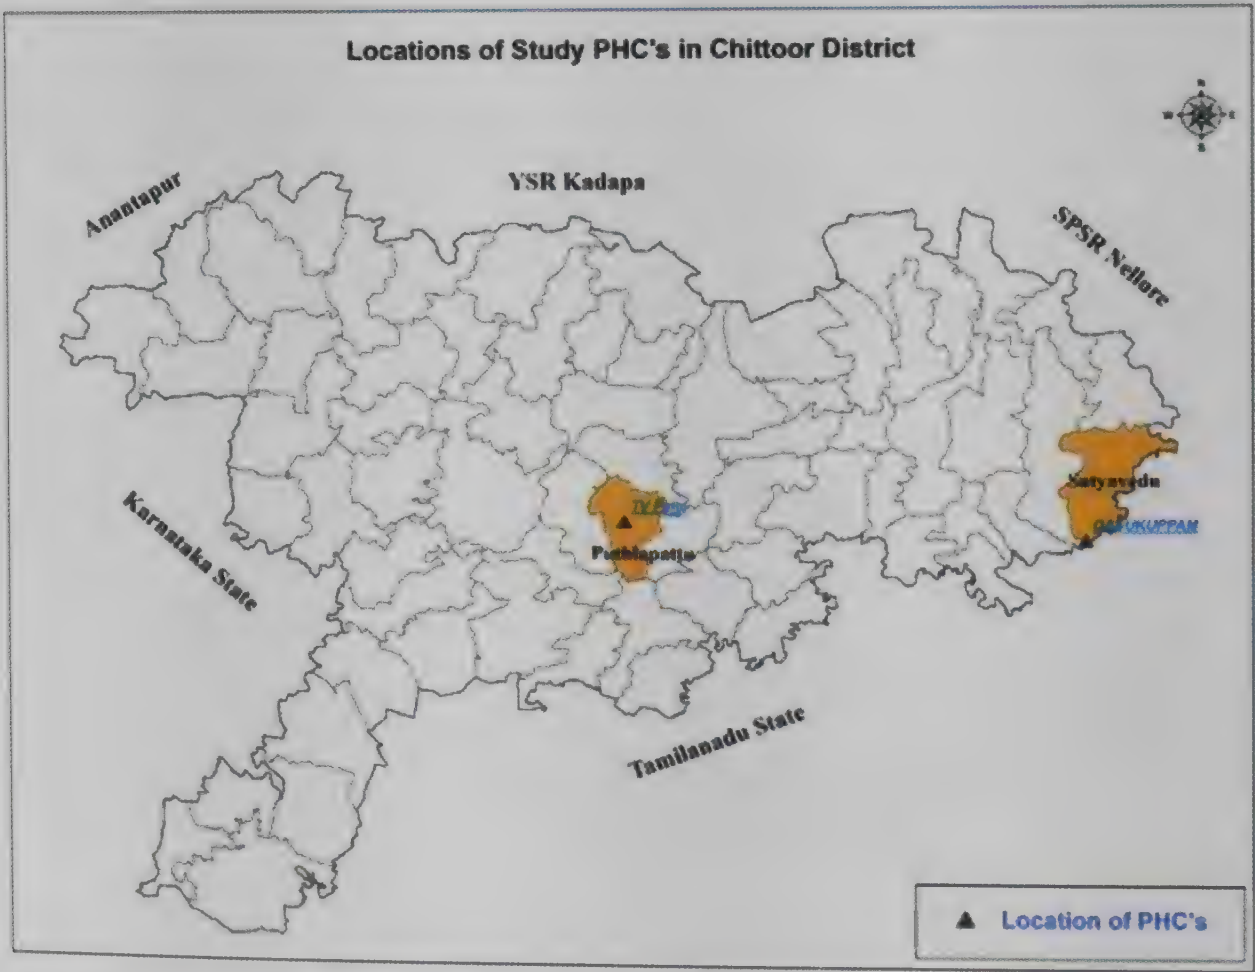 Locations of Study PHC's in Chittoor District
N
W E
S
Anantapur
YSR Kadapa
SPSR Nellore
Satyavedu
Puthlapattu
Karnataka State
Tamilanadu State
▲ Location of PHC's